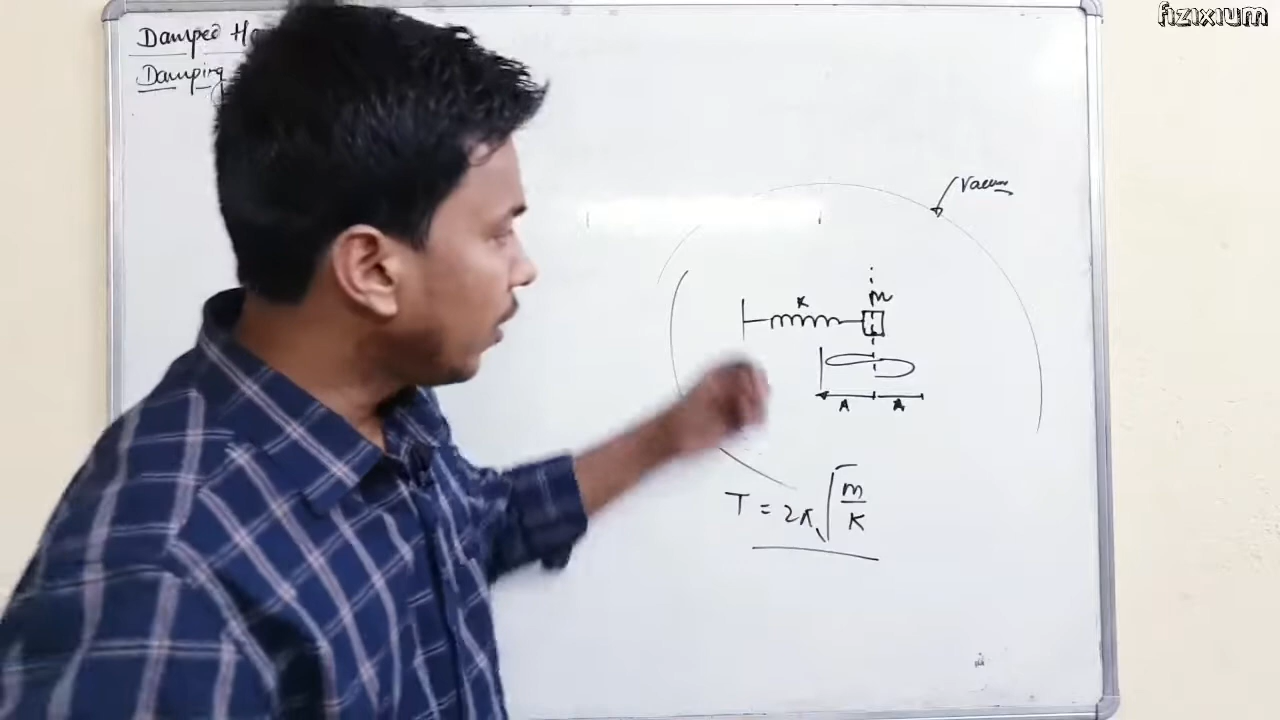 fizixium
Damped
Damping
Vacuum
m
K
A A
T = 2π√m/K